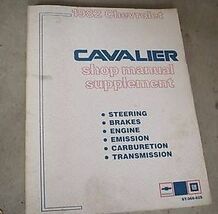 1982 Chevrolet
CAVALIER
shop manual
supplement
• STEERING
• BRAKES
• ENGINE
• EMISSION
• CARBURETION
• TRANSMISSION